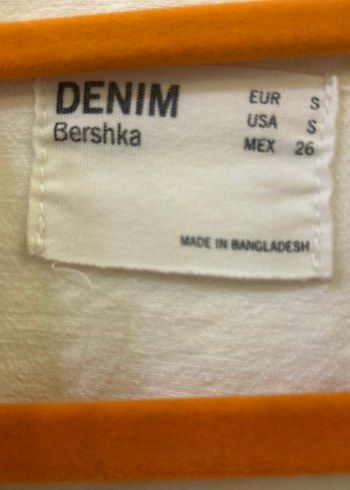 DENIM
Bershka
EUR S
USA S
MEX 26
MADE IN BANGLADESH